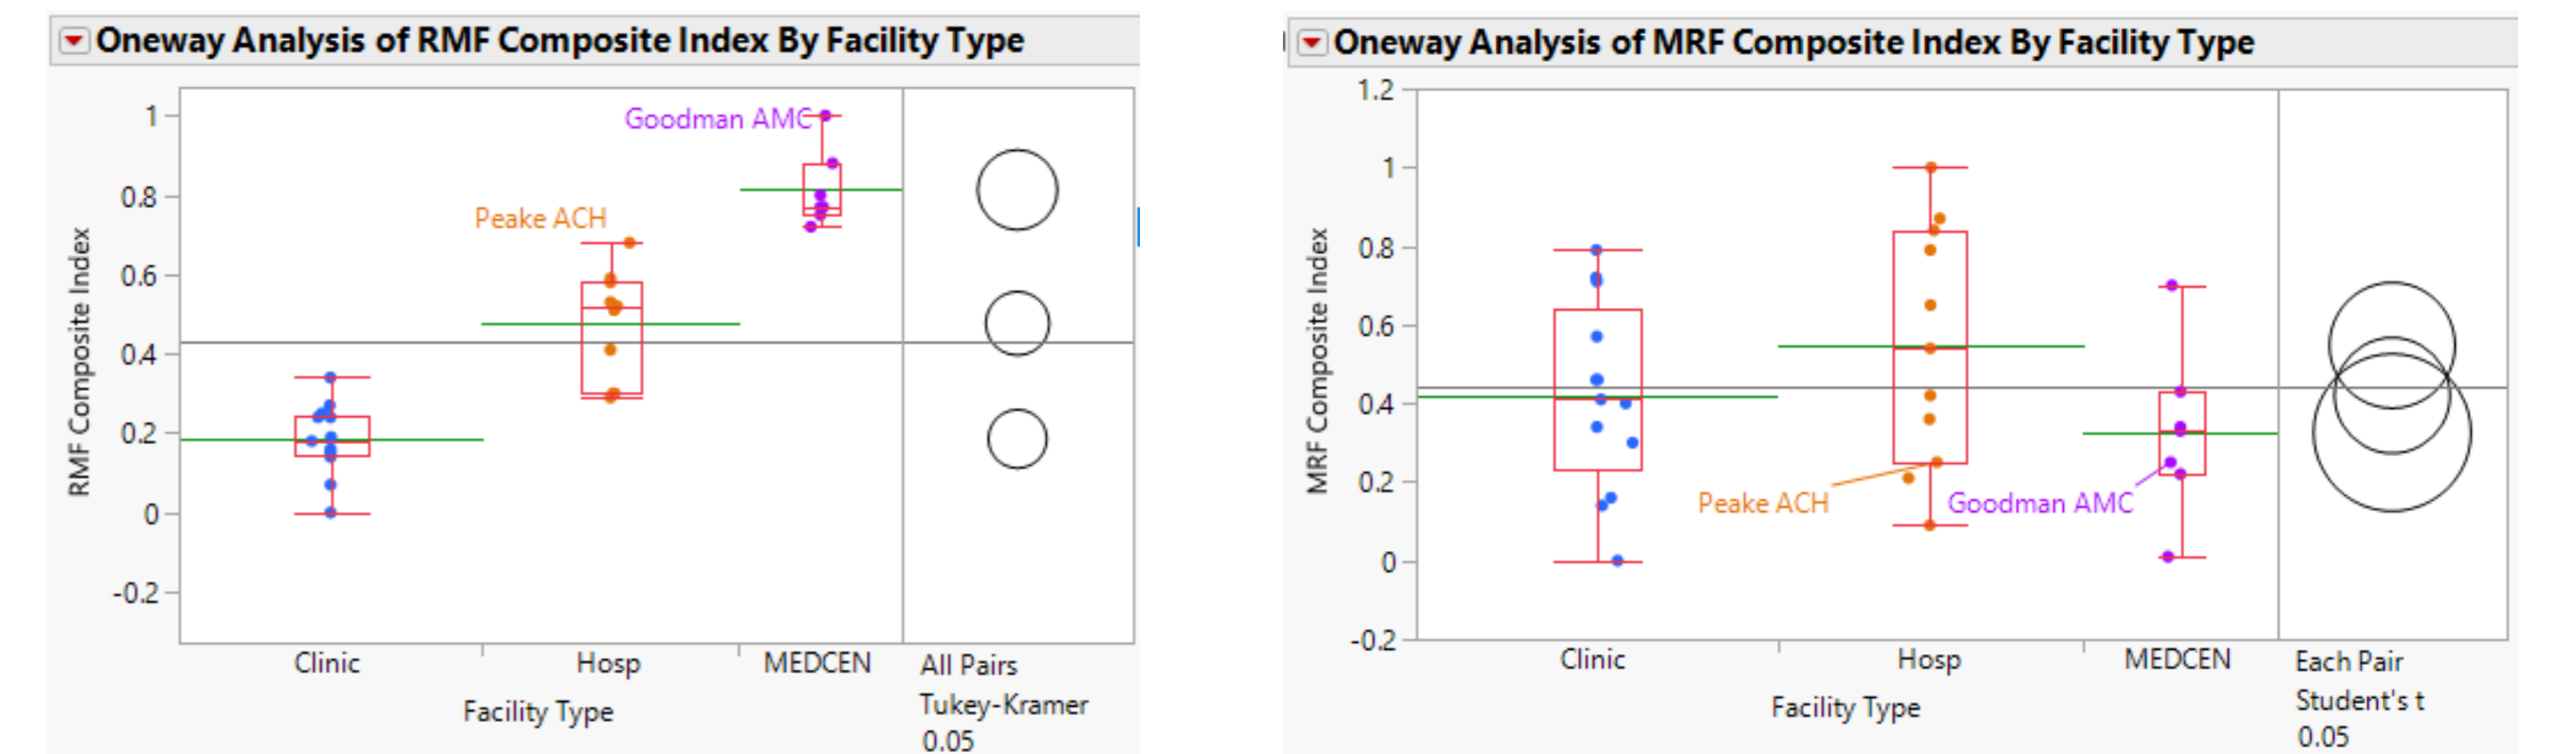 Oneway Analysis of RMF Composite Index By Facility Type
RMF Composite Index
1
0.8
0.6
0.4
0.2
0
-0.2
Goodman AMC
Peake ACH
Clinic
Hosp
MEDCEN
Facility Type
All Pairs
Tukey-Kramer
0.05
Oneway Analysis of MRF Composite Index By Facility Type
MRF Composite Index
1.2
1
0.8
0.6
0.4
0.2
0
-0.2
Peake ACH
Goodman AMC
Clinic
Hosp
MEDCEN
Facility Type
Each Pair
Student's t
0.05